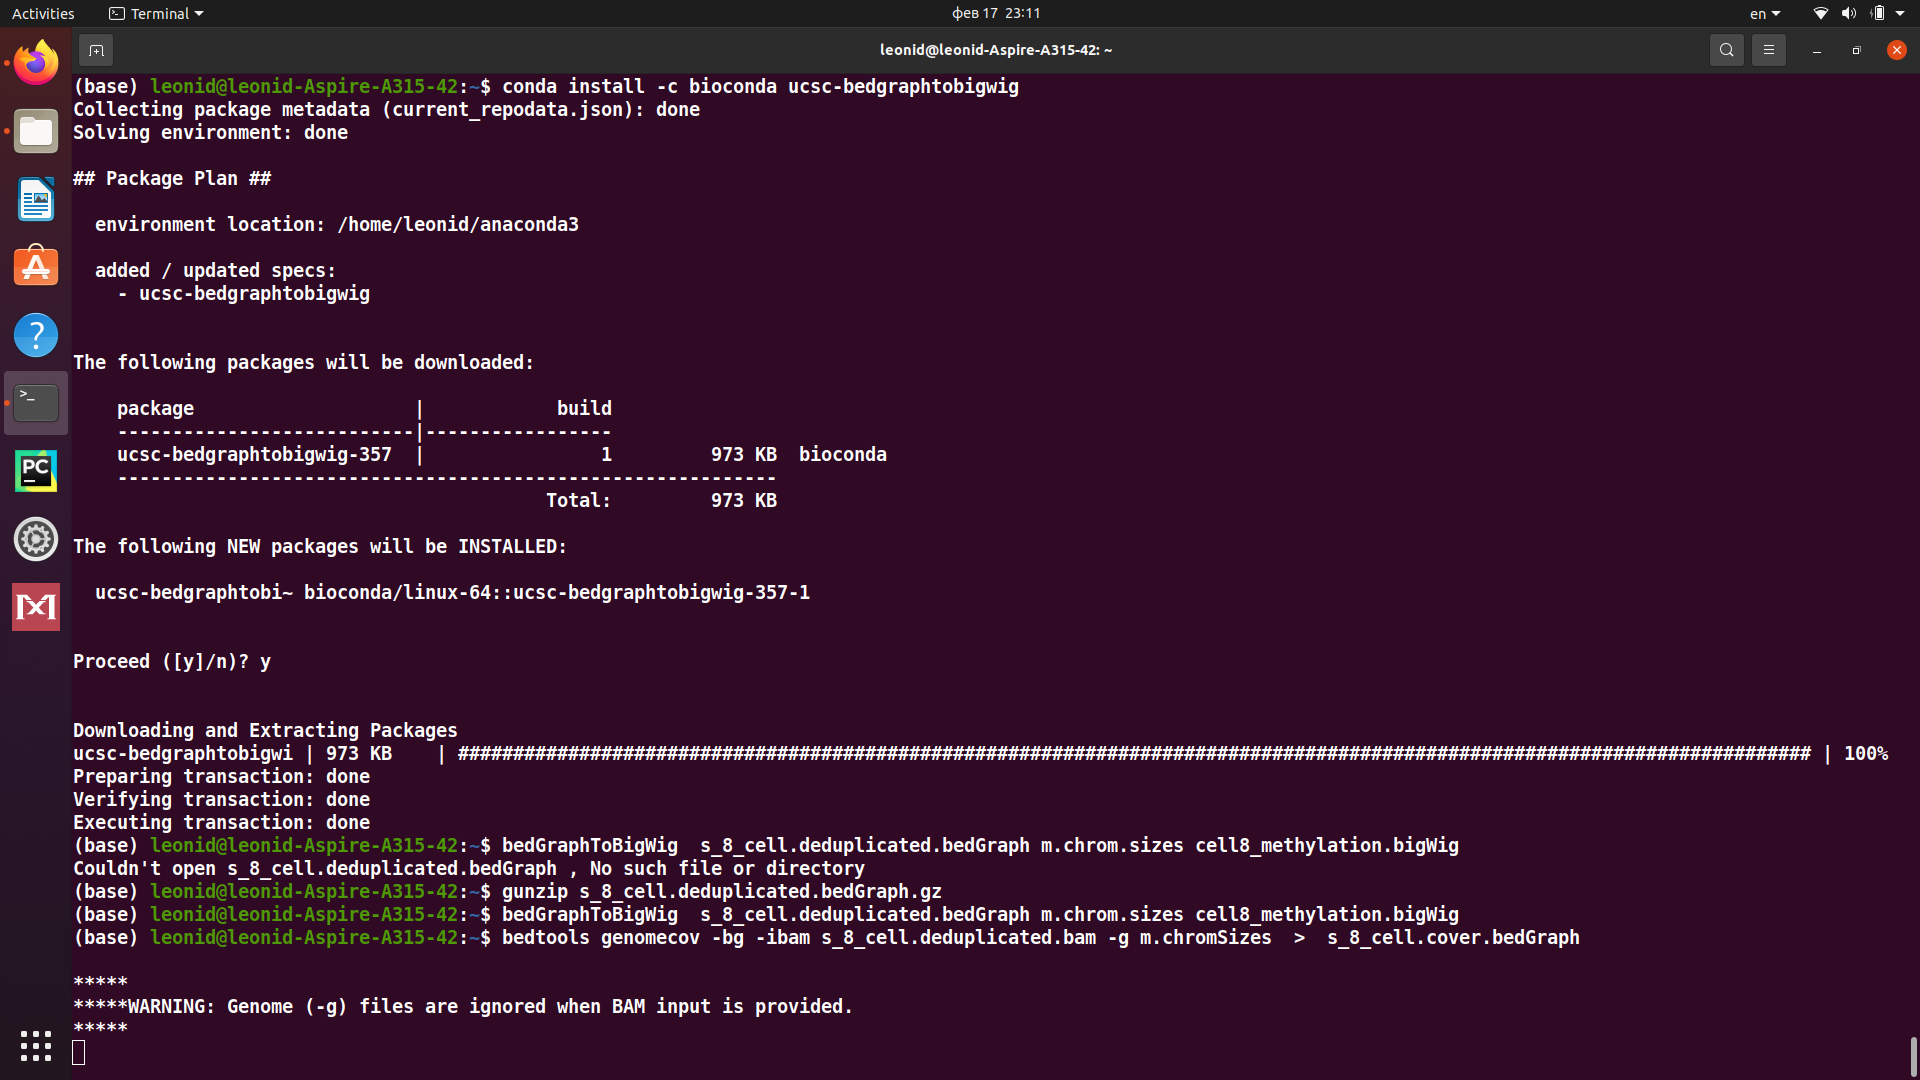 Activities Terminal фев 17 23:11 en
leonid@leonid-Aspire-A315-42: ~
(base) leonid@leonid-Aspire-A315-42:~$ conda install -c bioconda ucsc-bedgraphtobigwig
Collecting package metadata (current_repodata.json): done
Solving environment: done
## Package Plan ##
environment location: /home/leonid/anaconda3
added / updated specs:
- ucsc-bedgraphtobigwig
The following packages will be downloaded:
package | build
---------------------------|-----------------
ucsc-bedgraphtobigwig-357 | 1 973 KB bioconda
------------------------------------------------------------
Total: 973 KB
The following NEW packages will be INSTALLED:
ucsc-bedgraphtobi~ bioconda/linux-64::ucsc-bedgraphtobigwig-357-1
Proceed ([y]/n)? y
Downloading and Extracting Packages
ucsc-bedgraphtobigwi | 973 KB | ########################################################################################################################### | 100%
Preparing transaction: done
Verifying transaction: done
Executing transaction: done
(base) leonid@leonid-Aspire-A315-42:~$ bedGraphToBigWig  s_8_cell.deduplicated.bedGraph m.chrom.sizes cell8_methylation.bigWig
Couldn't open s_8_cell.deduplicated.bedGraph , No such file or directory
(base) leonid@leonid-Aspire-A315-42:~$ gunzip s_8_cell.deduplicated.bedGraph.gz
(base) leonid@leonid-Aspire-A315-42:~$ bedGraphToBigWig  s_8_cell.deduplicated.bedGraph m.chrom.sizes cell8_methylation.bigWig
(base) leonid@leonid-Aspire-A315-42:~$ bedtools genomecov -bg -ibam s_8_cell.deduplicated.bam -g m.chromSizes  >  s_8_cell.cover.bedGraph
*****
*****WARNING: Genome (-g) files are ignored when BAM input is provided.
*****
PC